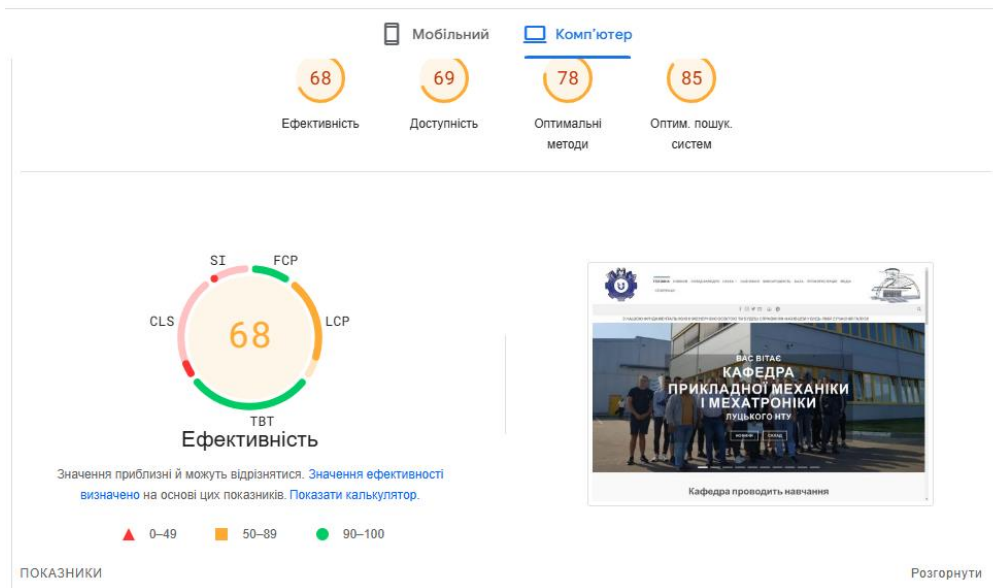 Мобільний
Комп'ютер
68
69
78
85
Ефективність
Доступність
Оптимальні
методи
Оптим. пошук.
систем
SI
FCP
CLS
LCP
68
TBT
Ефективність
Значення приблизні й можуть відрізнятися. Значення ефективності
визначено на основі цих показників. Показати калькулятор.
0–49
50–89
90–100
ВАС ВІТАЄ
КАФЕДРА
ПРИКЛАДНОЇ МЕХАНІКИ
І МЕХАТРОНІКИ
ЛУЦЬКОГО НТУ
НОВИНИ
СКЛАД
Кафедра проводить навчання
ПОКАЗНИКИ
Розгорнути